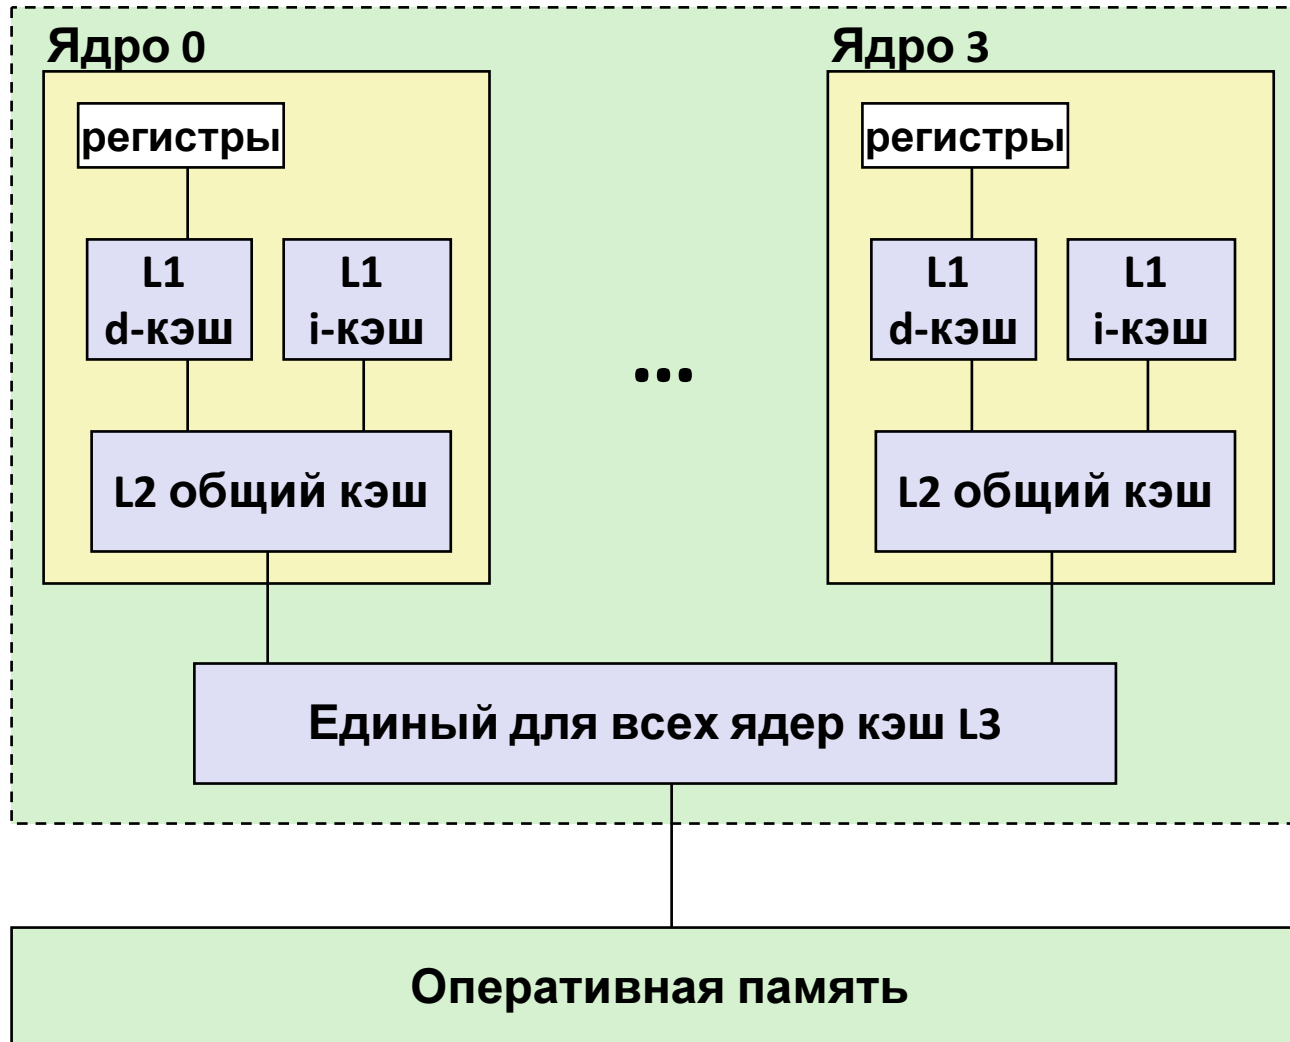 Ядро 0
регистры
L1
d-кэш
L1
i-кэш
L2 общий кэш
...
Ядро 3
регистры
L1
d-кэш
L1
i-кэш
L2 общий кэш
Единый для всех ядер кэш L3
Оперативная память